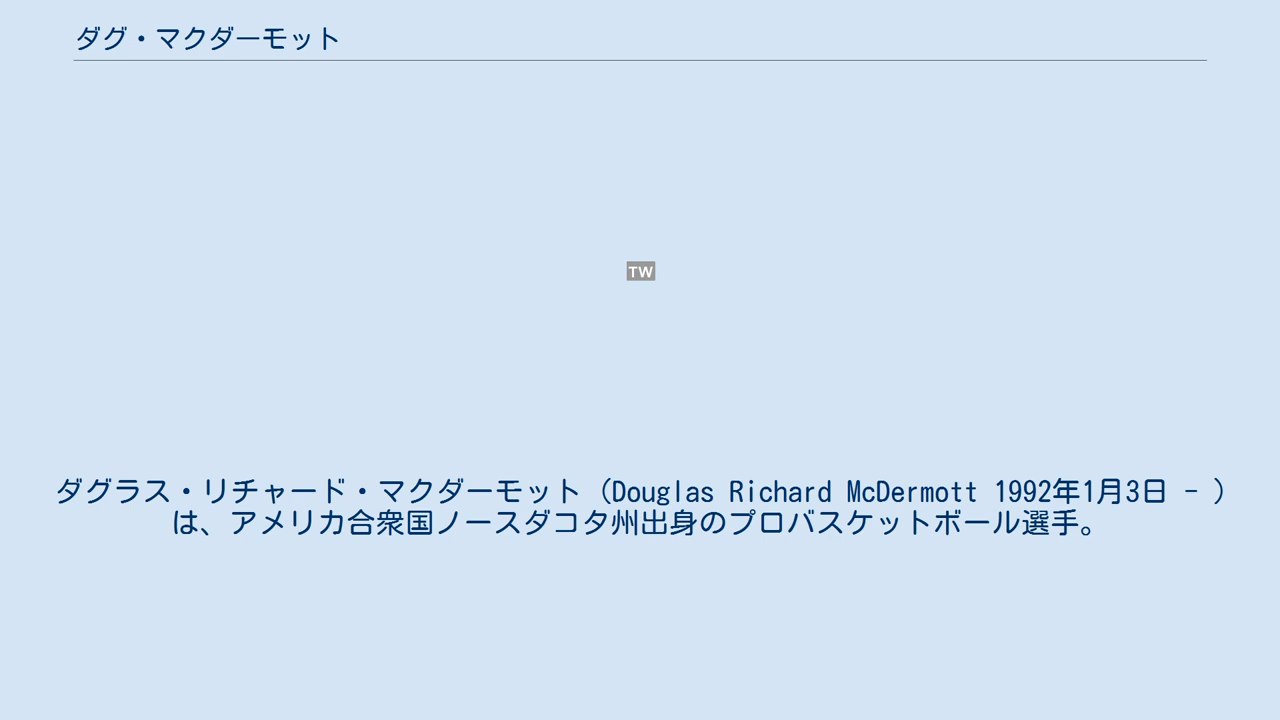 ダグ・マクダーモット
TW
ダグラス・リチャード・マクダーモット（Douglas Richard McDermott 1992年1月3日 - ）
は、アメリカ合衆国ノースダコタ州出身のプロバスケットボール選手。